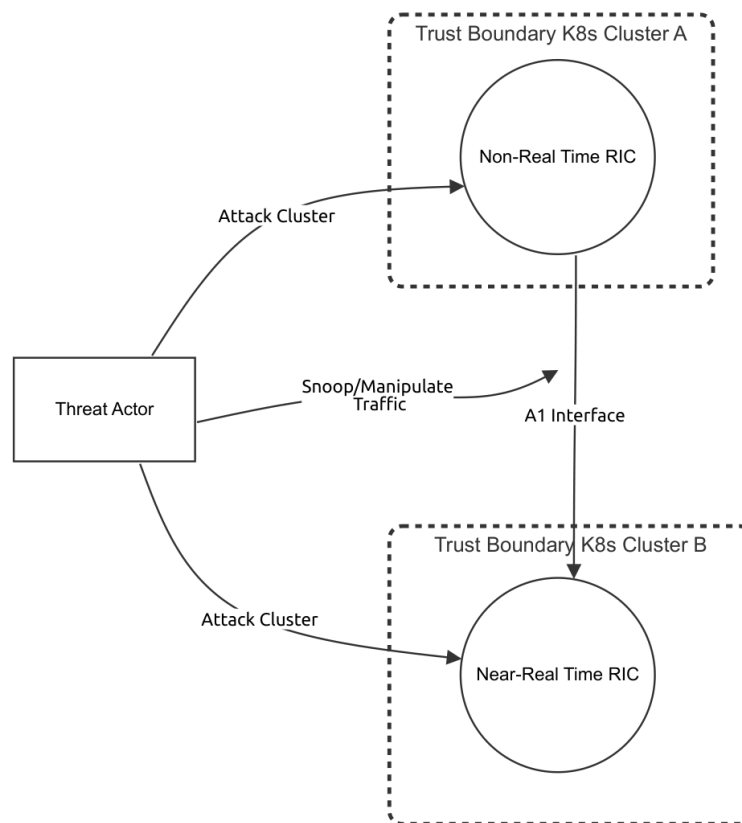 Trust Boundary K8s Cluster A
Non-Real Time RIC
Attack Cluster
Snoop/Manipulate
Traffic
Threat Actor
A1 Interface
Trust Boundary K8s Cluster B
Attack Cluster
Near-Real Time RIC